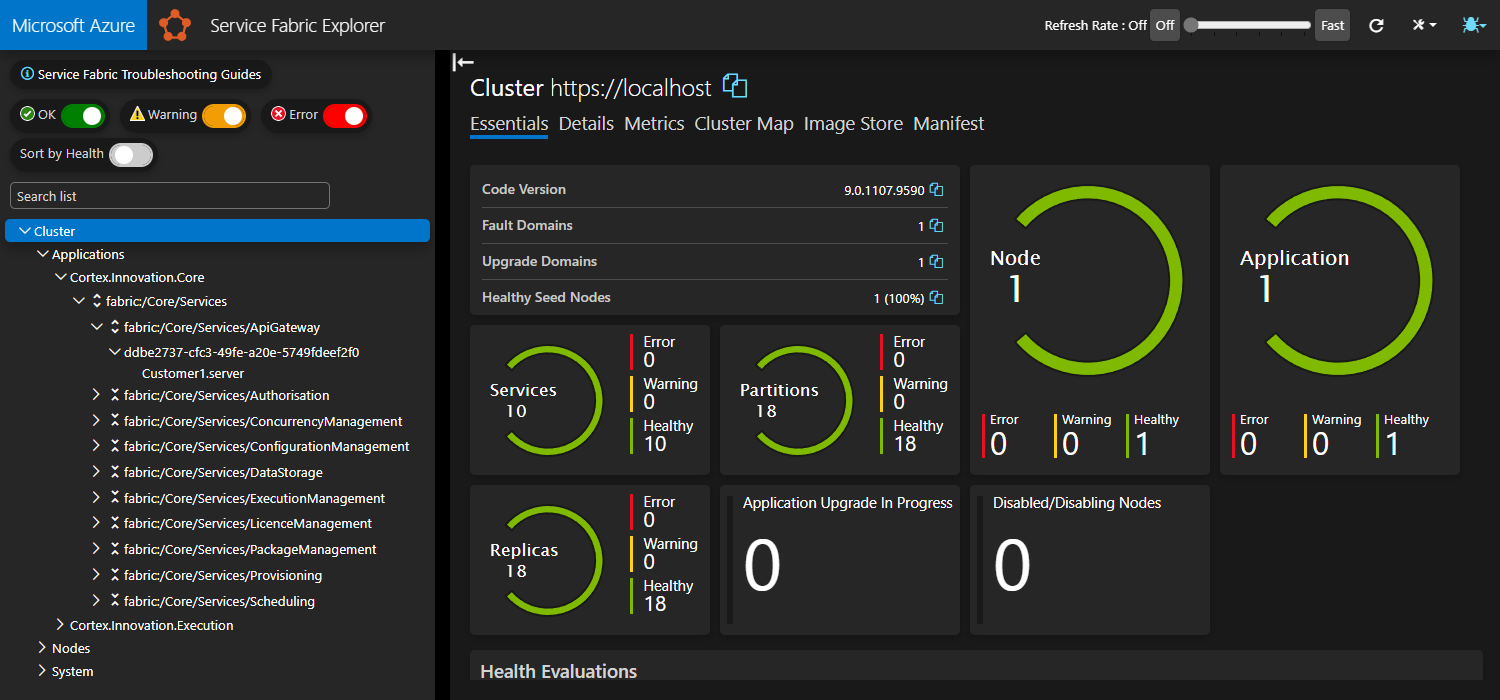 Microsoft Azure
Service Fabric Explorer
Refresh Rate : Off
Off
Fast
Service Fabric Troubleshooting Guides
OK
Warning
Error
Sort by Health
Search list
Cluster
Applications
Cortex.Innovation.Core
fabric:/Core/Services
fabric:/Core/Services/ApiGateway
ddbe2737-cfc3-49fe-a20e-5749fdeef2f0
Customer1.server
fabric:/Core/Services/Authorisation
fabric:/Core/Services/ConcurrencyManagement
fabric:/Core/Services/ConfigurationManagement
fabric:/Core/Services/DataStorage
fabric:/Core/Services/ExecutionManagement
fabric:/Core/Services/LicenceManagement
fabric:/Core/Services/PackageManagement
fabric:/Core/Services/Provisioning
fabric:/Core/Services/Scheduling
Cortex.Innovation.Execution
Nodes
System
Cluster https://localhost
Essentials Details Metrics Cluster Map Image Store Manifest
Code Version 9.0.1107.9590
Fault Domains 1
Upgrade Domains 1
Healthy Seed Nodes 1 (100%)
Node
1
Error
0
Warning
0
Healthy
1
Application
1
Error
0
Warning
0
Healthy
1
Services
10
Error
0
Warning
0
Healthy
10
Partitions
18
Error
0
Warning
0
Healthy
18
Replicas
18
Error
0
Warning
0
Healthy
18
Application Upgrade In Progress
0
Disabled/Disabling Nodes
0
Health Evaluations